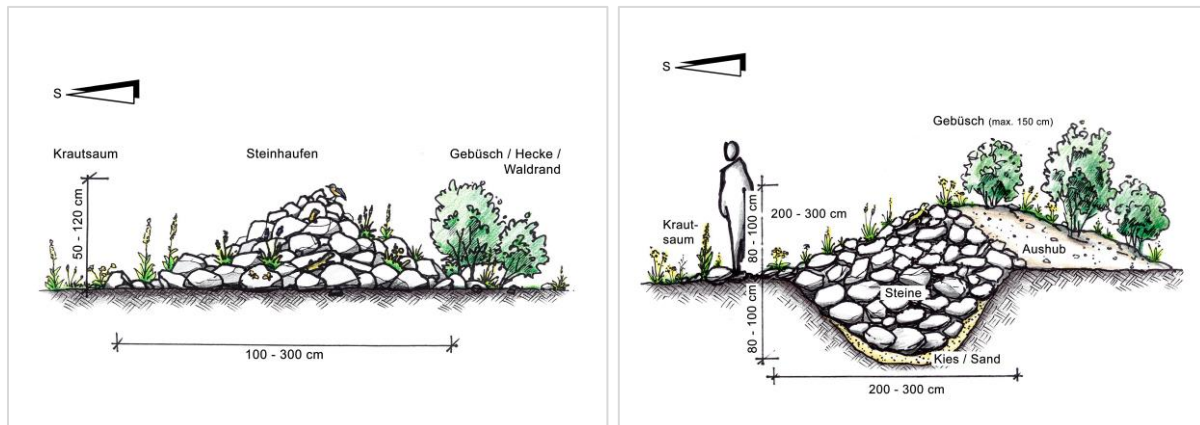 S
Krautsaum
Steinhaufen
Gebüsch / Hecke /
Waldrand
50 - 120 cm
100 - 300 cm
S
Gebüsch (max. 150 cm)
200 - 300 cm
Kraut-
saum
80 - 100 cm
Aushub
Steine
80 - 100 cm
Kies / Sand
200 - 300 cm